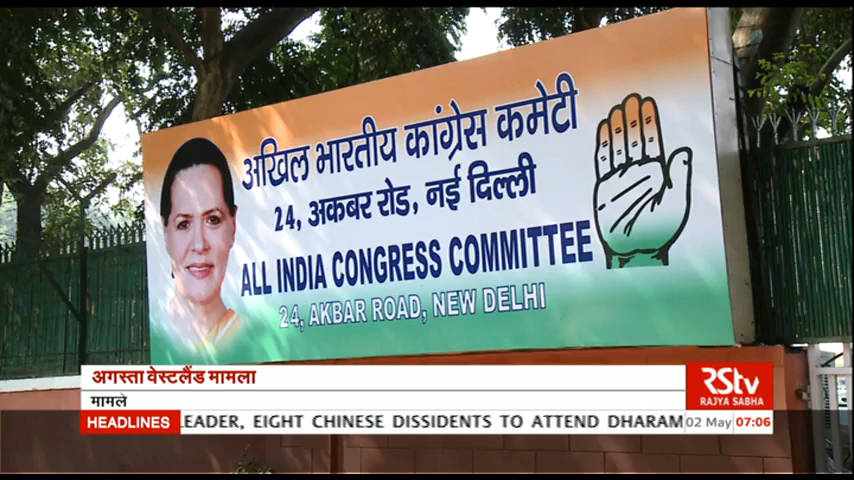 अखिल भारतीय कांग्रेस कमेटी
24, अकबर रोड, नई दिल्ली
ALL INDIA CONGRESS COMMITTEE
24, AKBAR ROAD, NEW DELHI
अगस्ता वेस्टलैंड मामला
मामले
RSTV
RAJYA SABHA
HEADLINES
LEADER, EIGHT CHINESE DISSIDENTS TO ATTEND DHARAM
02 May 07:06